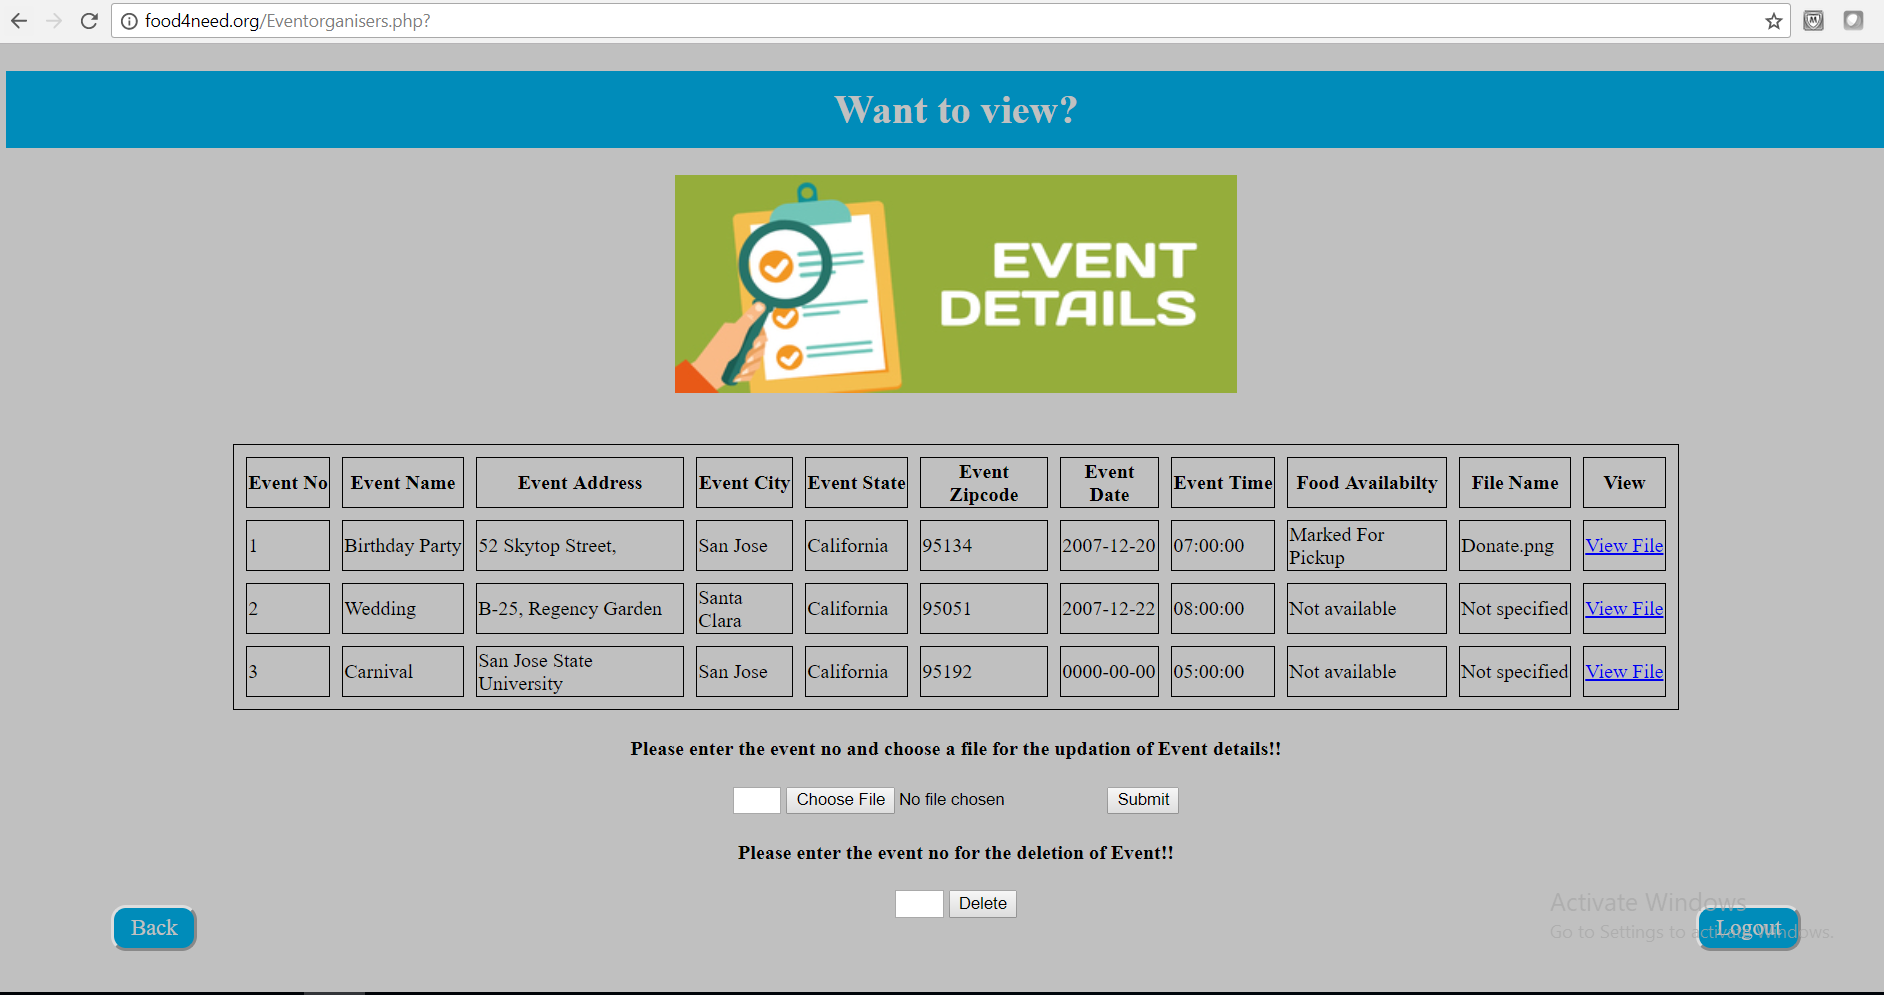 food4need.org/Eventorganisers.php?
Want to view?
EVENT
DETAILS
Event No Event Name Event Address Event City Event State Event Zipcode Event Date Event Time Food Availabilty File Name View
1 Birthday Party 52 Skytop Street, San Jose California 95134 2007-12-20 07:00:00 Marked For Pickup Donate.png View File
2 Wedding B-25, Regency Garden Santa Clara California 95051 2007-12-22 08:00:00 Not available Not specified View File
3 Carnival San Jose State University San Jose California 95192 0000-00-00 05:00:00 Not available Not specified View File
Please enter the event no and choose a file for the updation of Event details!!
Choose File No file chosen Submit
Please enter the event no for the deletion of Event!!
Delete
Back
Logout
Activate Windows
Go to Settings to activate Windows.